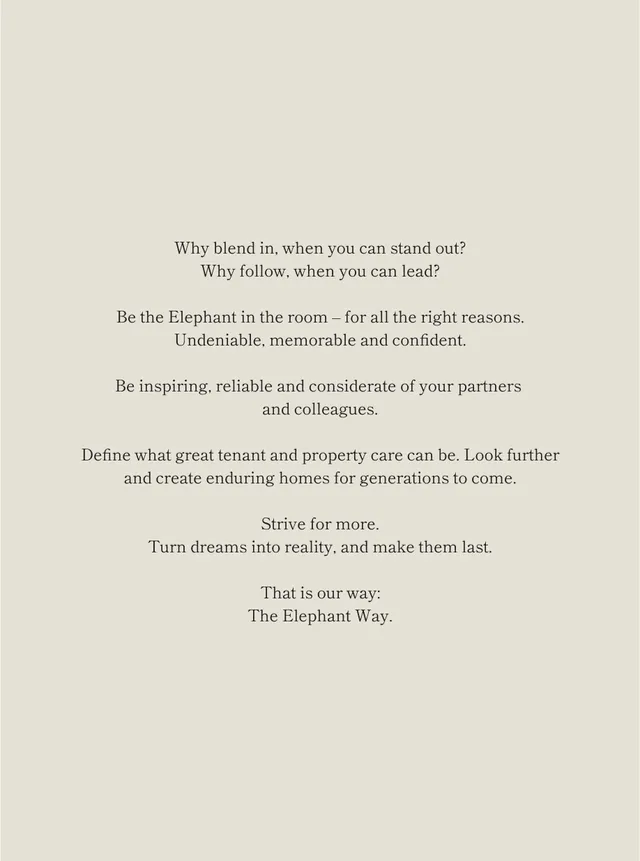 Why blend in, when you can stand out?
Why follow, when you can lead?
Be the Elephant in the room – for all the right reasons.
Undeniable, memorable and confident.
Be inspiring, reliable and considerate of your partners
and colleagues.
Define what great tenant and property care can be. Look further
and create enduring homes for generations to come.
Strive for more.
Turn dreams into reality, and make them last.
That is our way:
The Elephant Way.